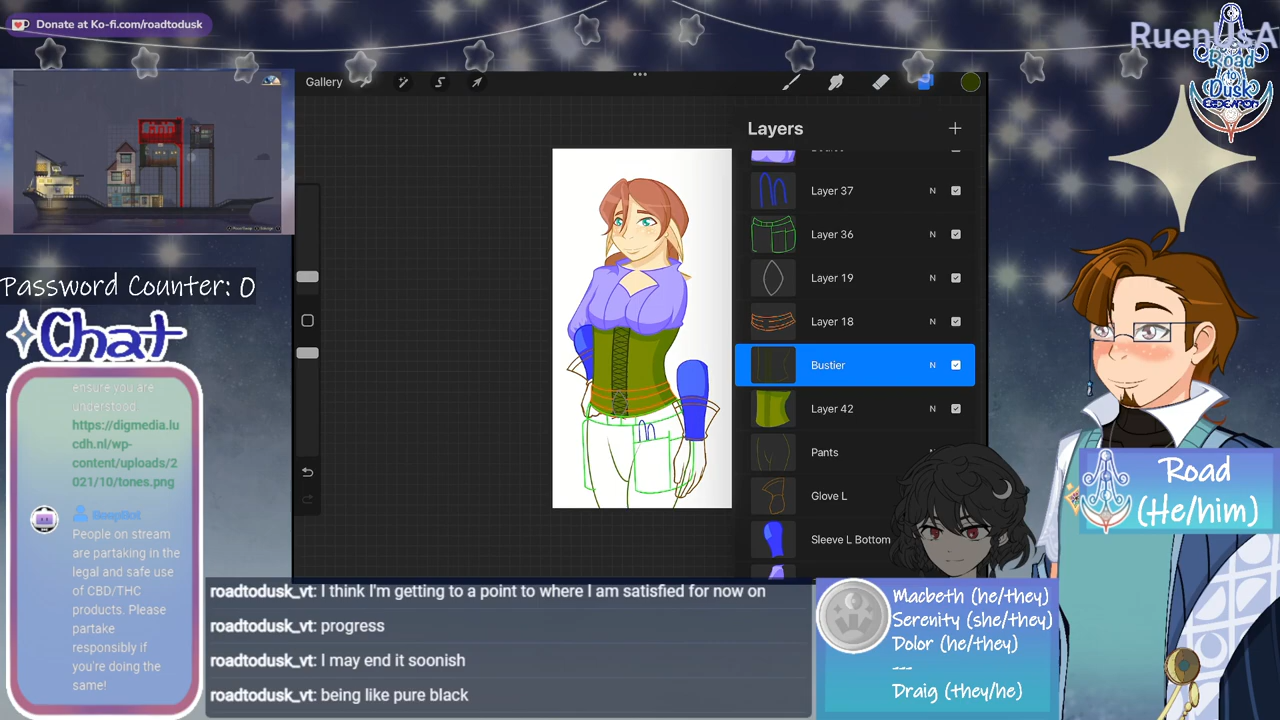 Donate at Ko-fi.com/roadtodusk
RuenUsA
Road
to
Dusk
Gallery
Layers
Layer 37 N
Layer 36 N
Layer 19 N
Layer 18 N
Bustier N
Layer 42 N
Pants
Glove L
Sleeve L Bottom
Password Counter: 0
Chat
ensure you are
understood
https://digmedia.lu
cdh.nl/wp-
content/uploads/2
021/10/tones.png
People on stream
are partaking in the
legal and safe use
of CBD/THC
products. Please
partake
responsibly if
you're doing the
same!
roadtodusk_vt: I think I'm getting to a point to where I am satisfied for now on
roadtodusk_vt: progress
roadtodusk_vt: I may end it soonish
roadtodusk_vt: being like pure black
Road
(He/him)
Macbeth (he/they)
Serenity (she/they)
Dolor (he/they)
---
Draig (they/he)